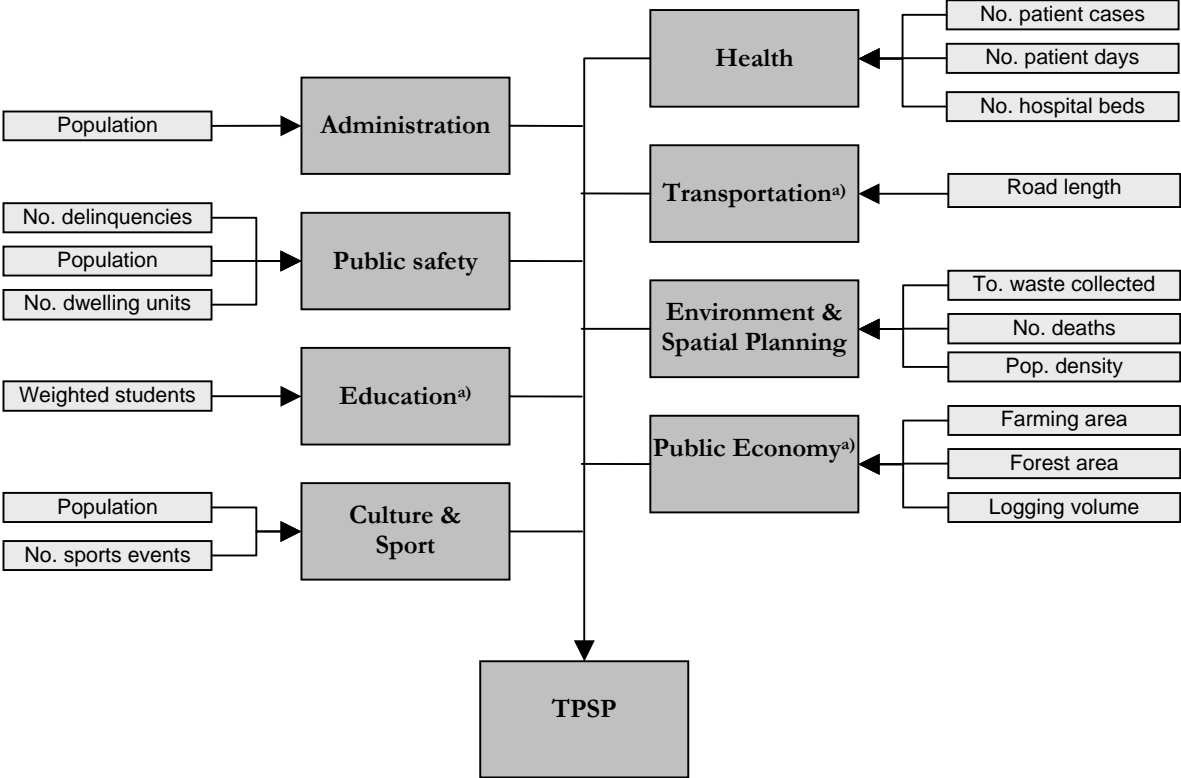 No. patient cases
Health
No. patient days
No. hospital beds
Population
Administration
Transportationᵃ⁾
Road length
No. delinquencies
Population
No. dwelling units
Public safety
To. waste collected
Environment &
Spatial Planning
No. deaths
Pop. density
Weighted students
Educationᵃ⁾
Public Economyᵃ⁾
Farming area
Forest area
Logging volume
Population
No. sports events
Culture &
Sport
TPSP